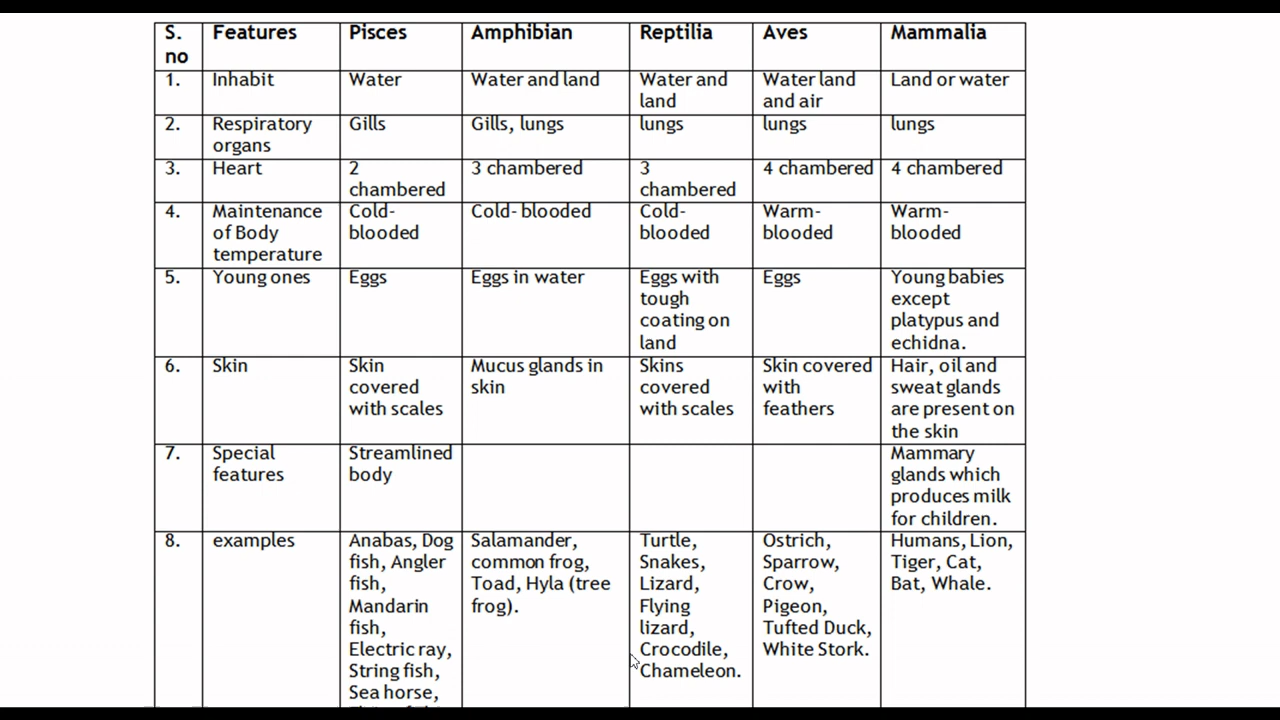 S. no | Features | Pisces | Amphibian | Reptilia | Aves | Mammalia
1. | Inhabit | Water | Water and land | Water and land | Water land and air | Land or water
2. | Respiratory organs | Gills | Gills, lungs | lungs | lungs | lungs
3. | Heart | 2 chambered | 3 chambered | 3 chambered | 4 chambered | 4 chambered
4. | Maintenance of Body temperature | Cold- blooded | Cold- blooded | Cold- blooded | Warm- blooded | Warm- blooded
5. | Young ones | Eggs | Eggs in water | Eggs with tough coating on land | Eggs | Young babies except platypus and echidna.
6. | Skin | Skin covered with scales | Mucus glands in skin | Skins covered with scales | Skin covered with feathers | Hair, oil and sweat glands are present on the skin
7. | Special features | Streamlined body | | | | Mammary glands which produces milk for children.
8. | examples | Anabas, Dog fish, Angler fish, Mandarin fish, Electric ray, String fish, Sea horse, | Salamander, common frog, Toad, Hyla (tree frog). | Turtle, Snakes, Lizard, Flying lizard, Crocodile, Chameleon. | Ostrich, Sparrow, Crow, Pigeon, Tufted Duck, White Stork. | Humans, Lion, Tiger, Cat, Bat, Whale.